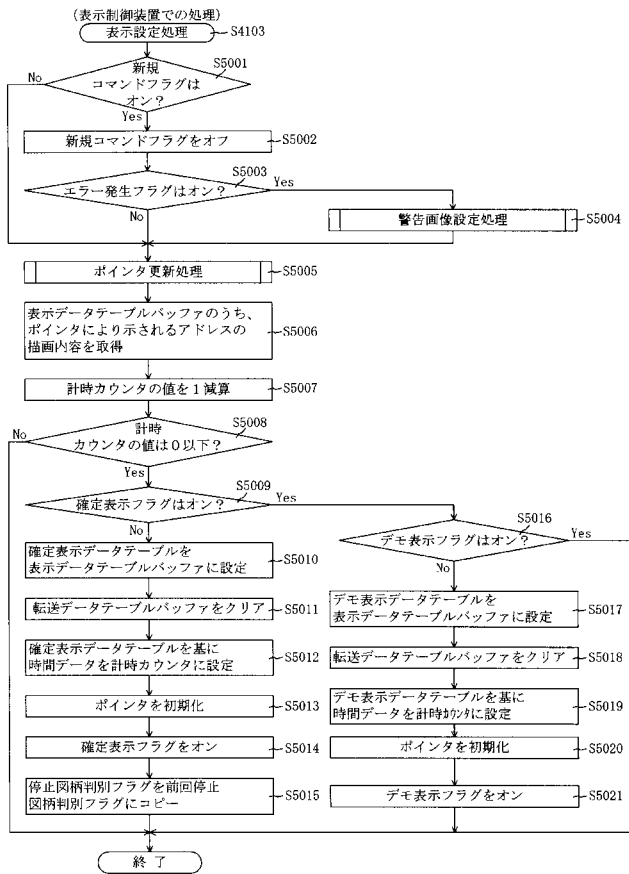 (表示制御装置での処理)
表示設定処理
S4103
S5001
新規
コマンドフラグは
オン?
No
Yes
新規コマンドフラグをオフ
S5002
S5003
エラー発生フラグはオン?
Yes
No
警告画像設定処理
S5004
ポインタ更新処理
S5005
表示データテーブルバッファのうち、
ポインタにより示されるアドレスの
描画内容を取得
S5006
計時カウンタの値を1減算
S5007
S5008
計時
カウンタの値は0以下?
No
Yes
S5009
確定表示フラグはオン?
Yes
No
S5016
デモ表示フラグはオン?
Yes
No
確定表示データテーブルを
表示データテーブルバッファに設定
S5010
転送データテーブルバッファをクリア
S5011
確定表示データテーブルを基に
時間データを計時カウンタに設定
S5012
ポインタを初期化
S5013
確定表示フラグをオン
S5014
停止図柄判別フラグを前回停止
図柄判別フラグにコピー
S5015
デモ表示データテーブルを
表示データテーブルバッファに設定
S5017
転送データテーブルバッファをクリア
S5018
デモ表示データテーブルを基に
時間データを計時カウンタに設定
S5019
ポインタを初期化
S5020
デモ表示フラグをオン
S5021
終了